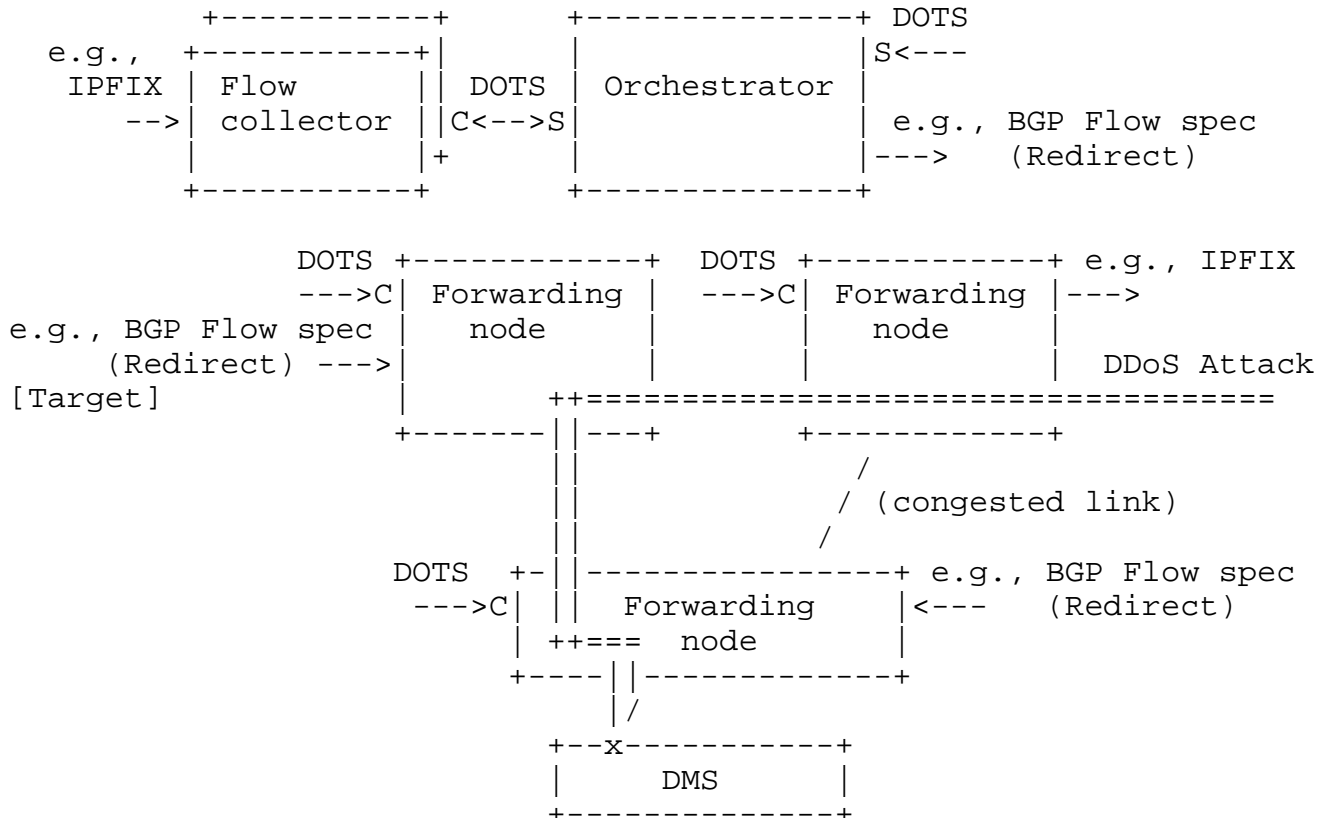 +-----------+        +--------------+ DOTS
e.g., +-----------+|        |              |S<---
IPFIX | Flow      ||  DOTS  | Orchestrator |
-->| collector ||C<-->S|              | e.g., BGP Flow spec
|           |+       |              |--->   (Redirect)
+-----------+        +--------------+
DOTS +------------+  DOTS +------------+ e.g., IPFIX
--->C| Forwarding |  --->C| Forwarding |--->
e.g., BGP Flow spec |   node     |       |   node     |
(Redirect) --->|            |       |            |  DDoS Attack
[Target]            |       ++====================================
+-------||---+       +------------+
||            /
||           / (congested link)
||          /
DOTS  +-||----------------+ e.g., BGP Flow spec
--->C| ||  Forwarding    |<---   (Redirect)
| ++===  node       |
+----||-------------+
|/
+--x-----------+
|     DMS      |
+--------------+